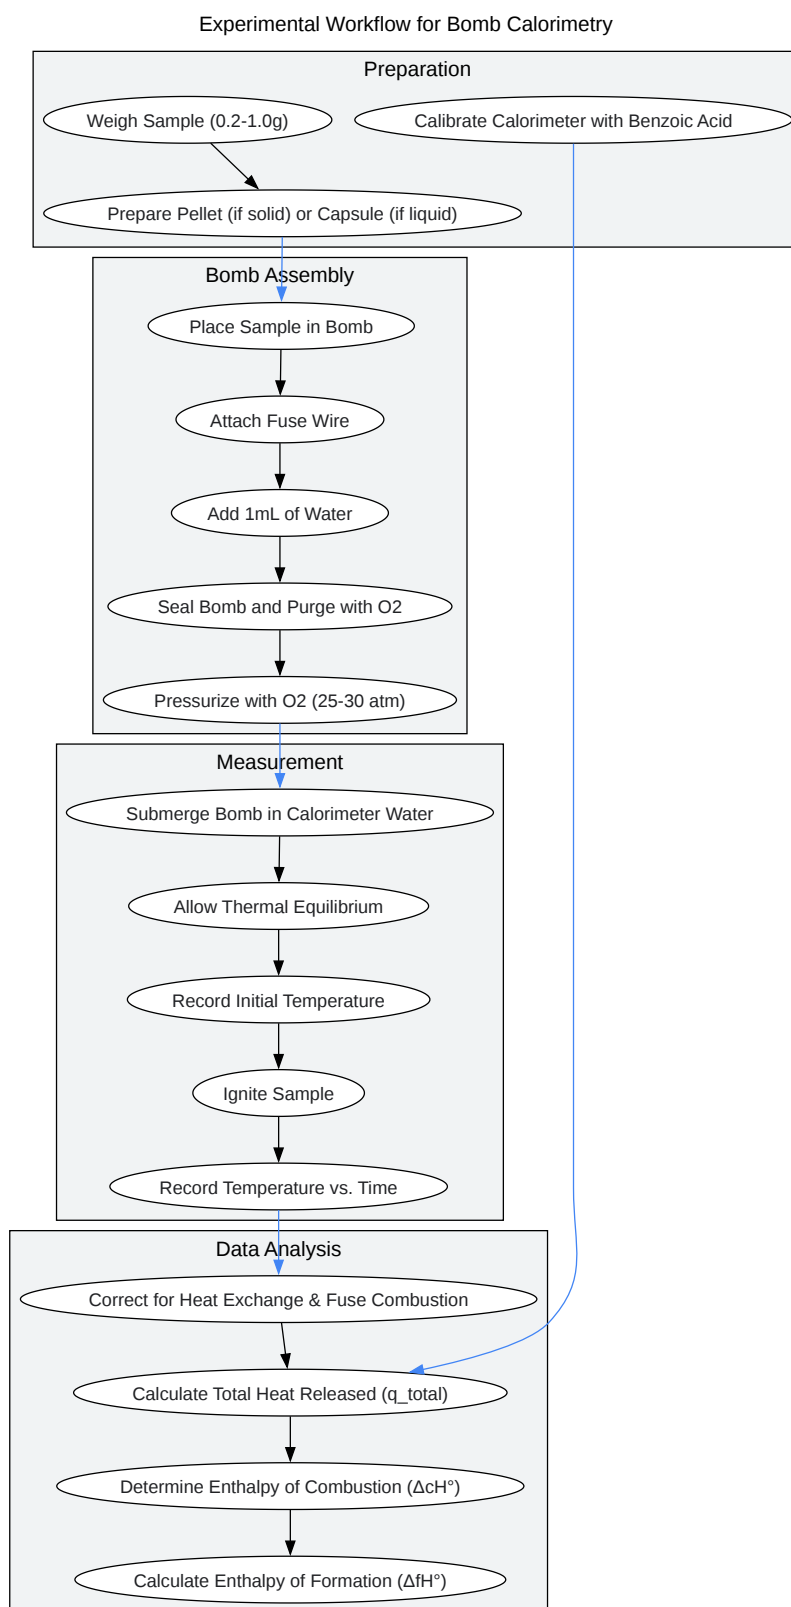 Experimental Workflow for Bomb Calorimetry
Preparation
Weigh Sample (0.2-1.0g)
Calibrate Calorimeter with Benzoic Acid
Prepare Pellet (if solid) or Capsule (if liquid)
Bomb Assembly
Place Sample in Bomb
Attach Fuse Wire
Add 1mL of Water
Seal Bomb and Purge with O2
Pressurize with O2 (25-30 atm)
Measurement
Submerge Bomb in Calorimeter Water
Allow Thermal Equilibrium
Record Initial Temperature
Ignite Sample
Record Temperature vs. Time
Data Analysis
Correct for Heat Exchange & Fuse Combustion
Calculate Total Heat Released (q_total)
Determine Enthalpy of Combustion (ΔcH°)
Calculate Enthalpy of Formation (ΔfH°)